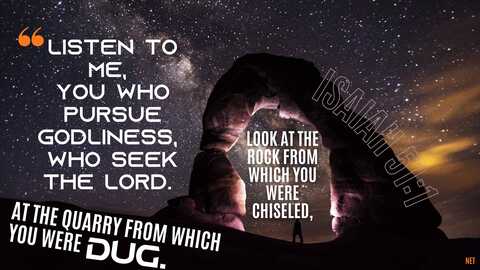 “ LISTEN TO
ME,
YOU WHO
PURSUE
GODLINESS,
WHO SEEK
THE LORD.
LOOK AT THE
ROCK FROM
WHICH YOU
WERE
CHISELED,
AT THE QUARRY FROM WHICH
YOU WERE DUG.
ISAIAH 51:1
NET